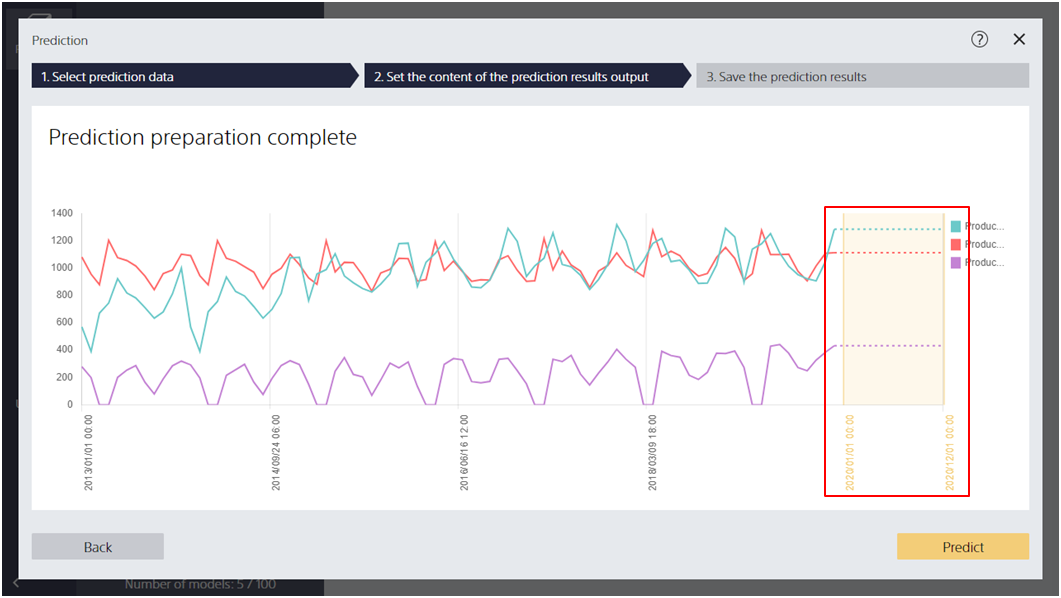 Prediction
?
1. Select prediction data
2. Set the content of the prediction results output
3. Save the prediction results
Prediction preparation complete
1400
1200
1000
800
600
400
200
0
Produc...
Produc...
Produc...
2013/01/01 00:00
2014/09/24 06:00
2016/06/16 12:00
2018/03/09 18:00
2020/01/01 00:00
2020/12/01 00:00
Back
Predict
Number of models: 5 / 100